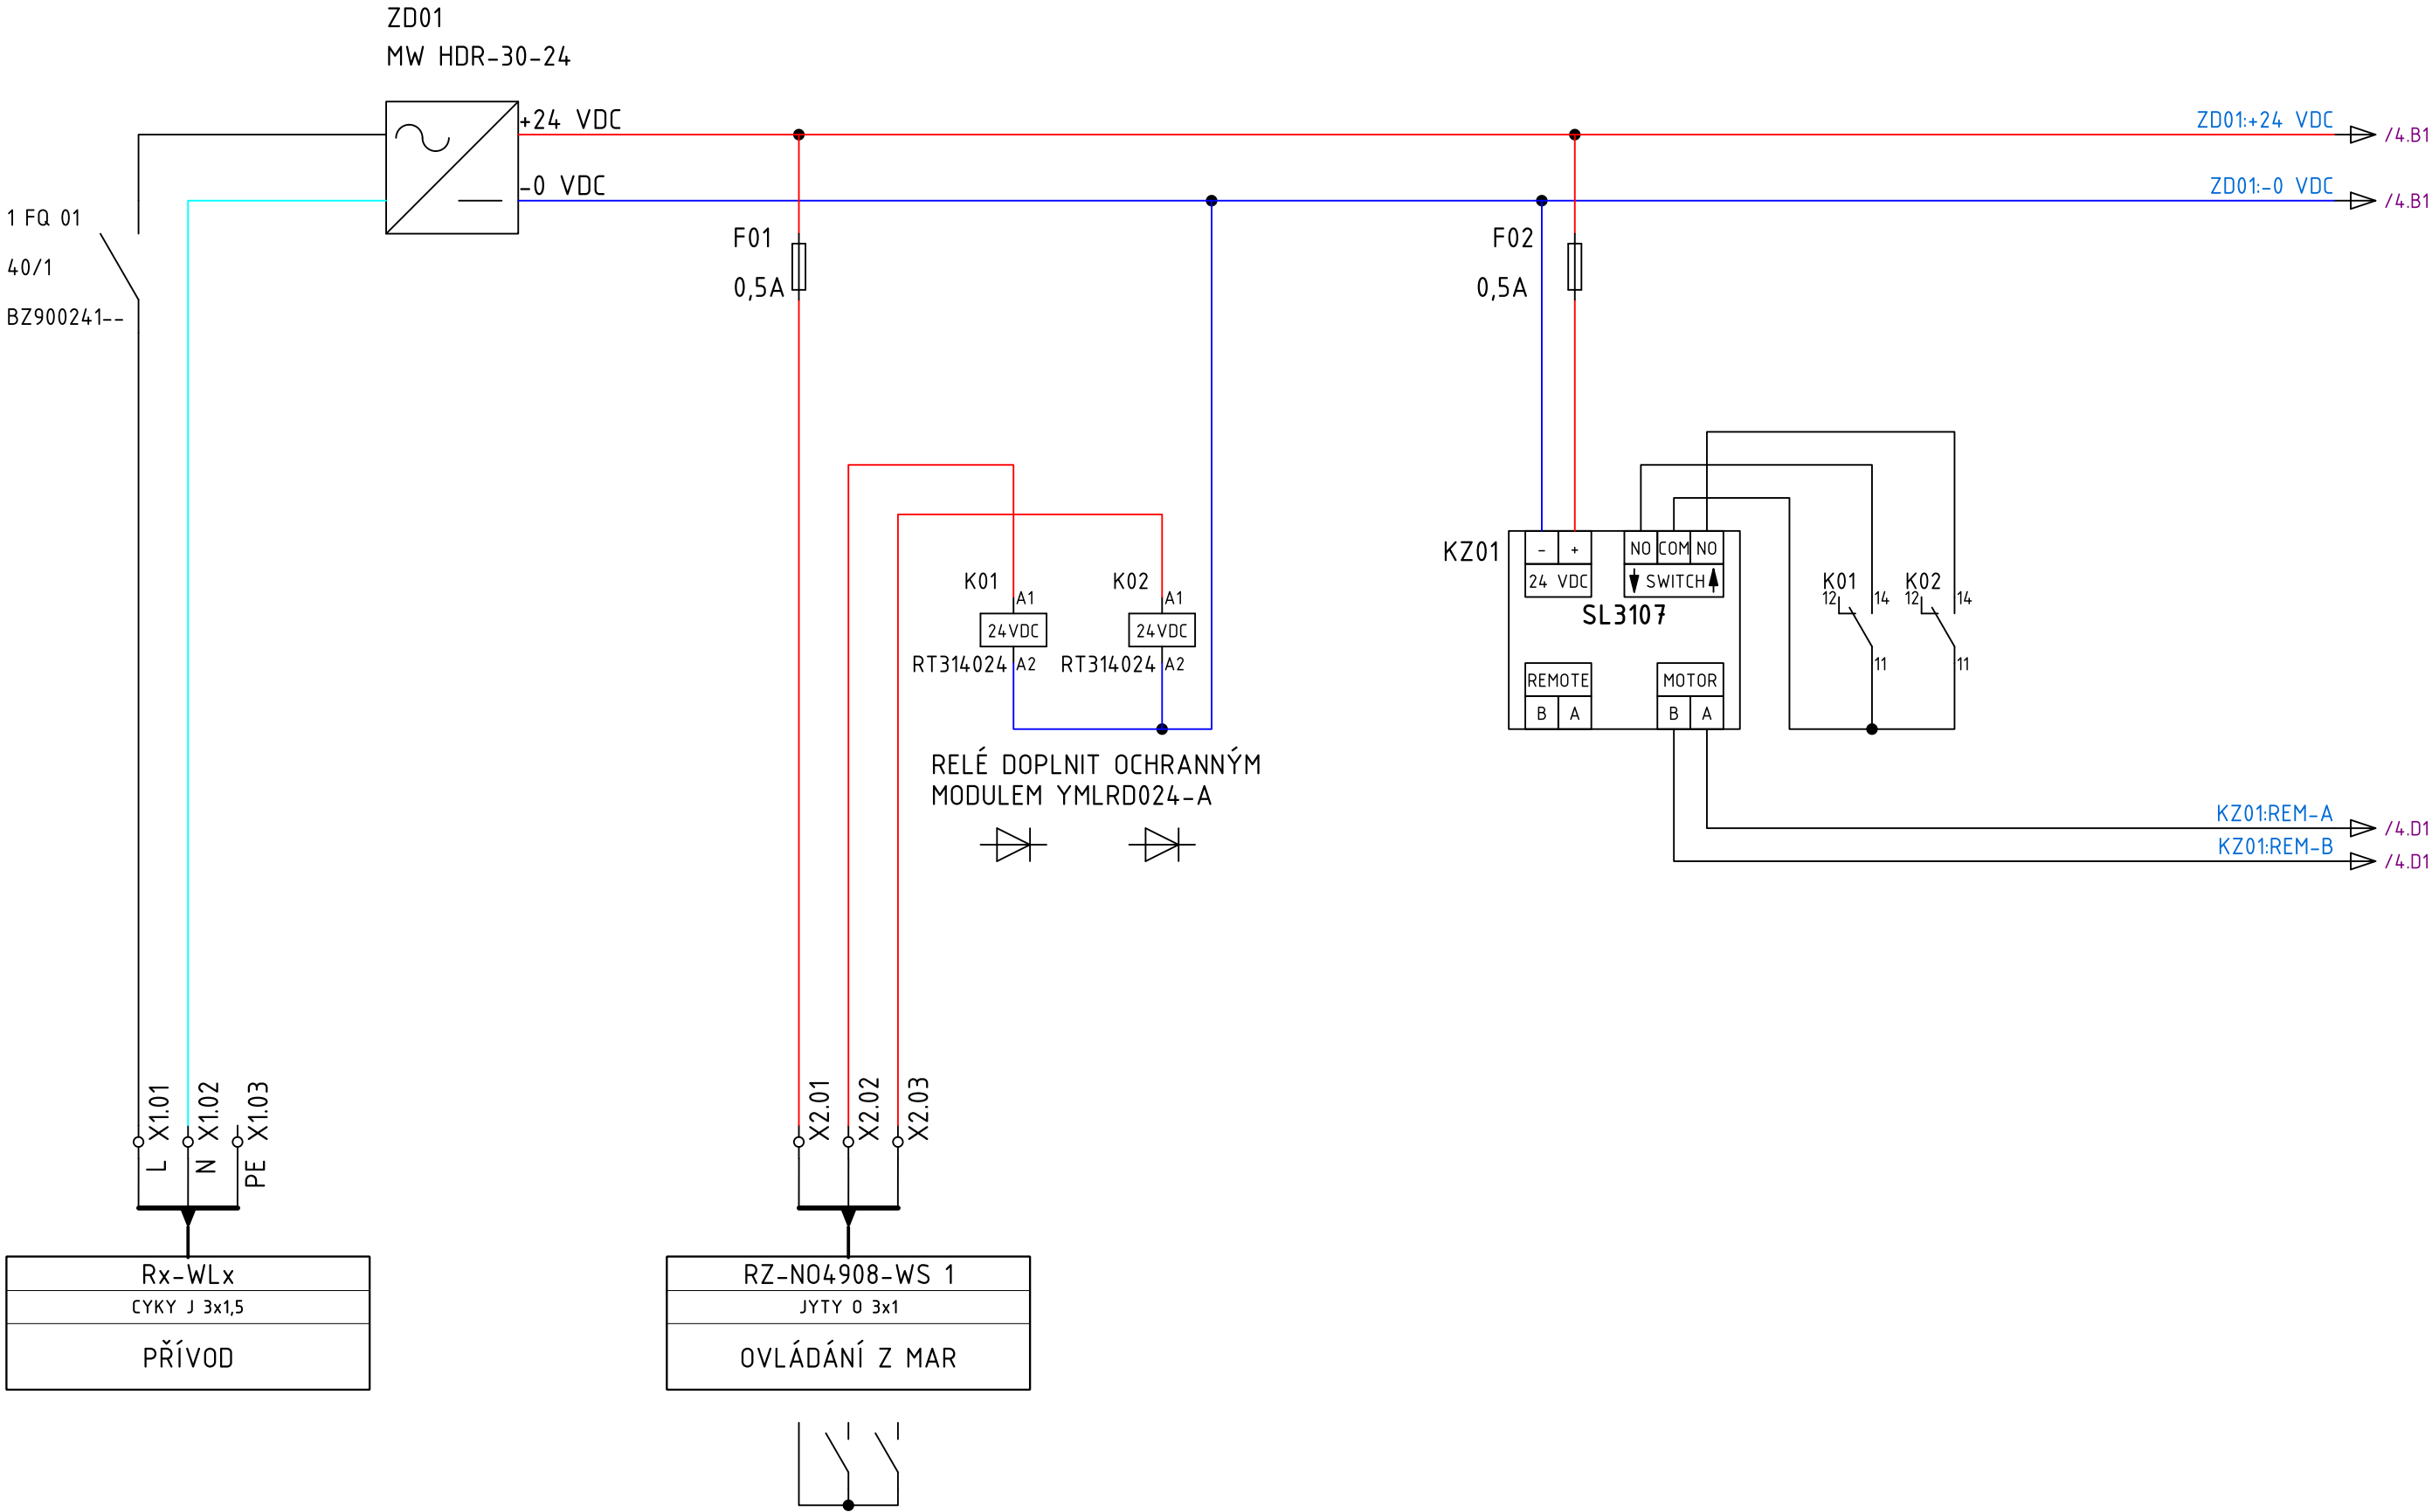 ZD01
MW HDR-30-24
+24 VDC
-0 VDC
ZD01:+24 VDC
/4.B1
ZD01:-0 VDC
/4.B1
1 FQ 01
40/1
BZ900241--
F01
0,5A
F02
0,5A
K01
A1
24VDC
RT314024
A2
K02
A1
24VDC
RT314024
A2
RELÉ DOPLNIT OCHRANNÝM
MODULEM YMLRD024-A
KZ01
- +
24 VDC
NO COM NO
SWITCH
SL3107
REMOTE
B A
MOTOR
B A
K01
12
14
11
K02
12
14
11
KZ01:REM-A
/4.D1
KZ01:REM-B
/4.D1
X1.01
X1.02
X1.03
L
N
PE
X2.01
X2.02
X2.03
Rx-WLx
CYKY J 3x1,5
PŘÍVOD
RZ-N04908-WS 1
JYTY O 3x1
OVLÁDÁNÍ Z MAR